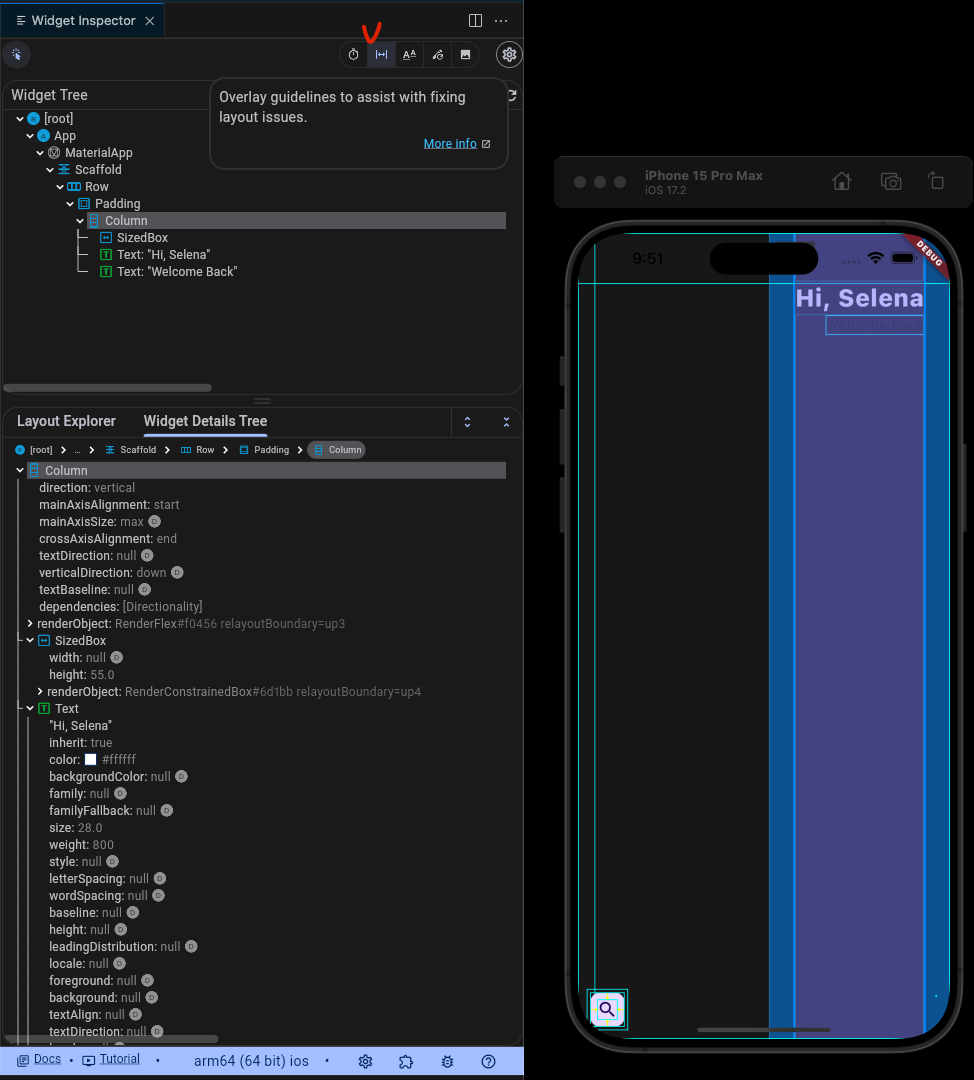 Widget Inspector
Widget Tree
Overlay guidelines to assist with fixing
layout issues.
More info
[root]
App
MaterialApp
Scaffold
Row
Padding
Column
SizedBox
Text: "Hi, Selena"
Text: "Welcome Back"
Layout Explorer
Widget Details Tree
[root] ... Scaffold Row Padding Column
Column
direction: vertical
mainAxisAlignment: start
mainAxisSize: max D
crossAxisAlignment: end
textDirection: null D
verticalDirection: down D
textBaseline: null D
dependencies: [Directionality]
renderObject: RenderFlex#f0456 relayoutBoundary=up3
SizedBox
width: null D
height: 55.0
renderObject: RenderConstrainedBox#6d1bb relayoutBoundary=up4
Text
"Hi, Selena"
inherit: true
color: #ffffff
backgroundColor: null D
family: null D
familyFallback: null D
size: 28.0
weight: 800
style: null D
letterSpacing: null D
wordSpacing: null D
baseline: null D
height: null D
leadingDistribution: null D
locale: null D
foreground: null D
background: null D
textAlign: null D
textDirection: null D
Docs • Tutorial • arm64 (64 bit) ios •
iPhone 15 Pro Max
iOS 17.2
9:51
DEBUG
Hi, Selena
Welcome Back